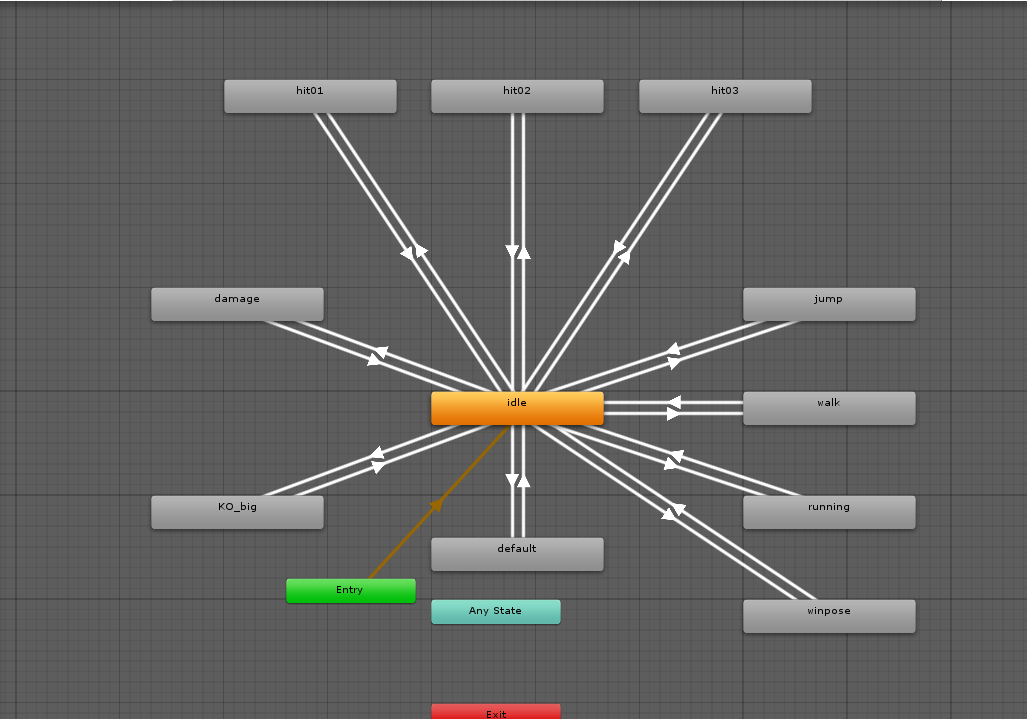 hit01
hit02
hit03
damage
jump
idle
walk
KO_big
running
default
Entry
Any State
winpose
Exit